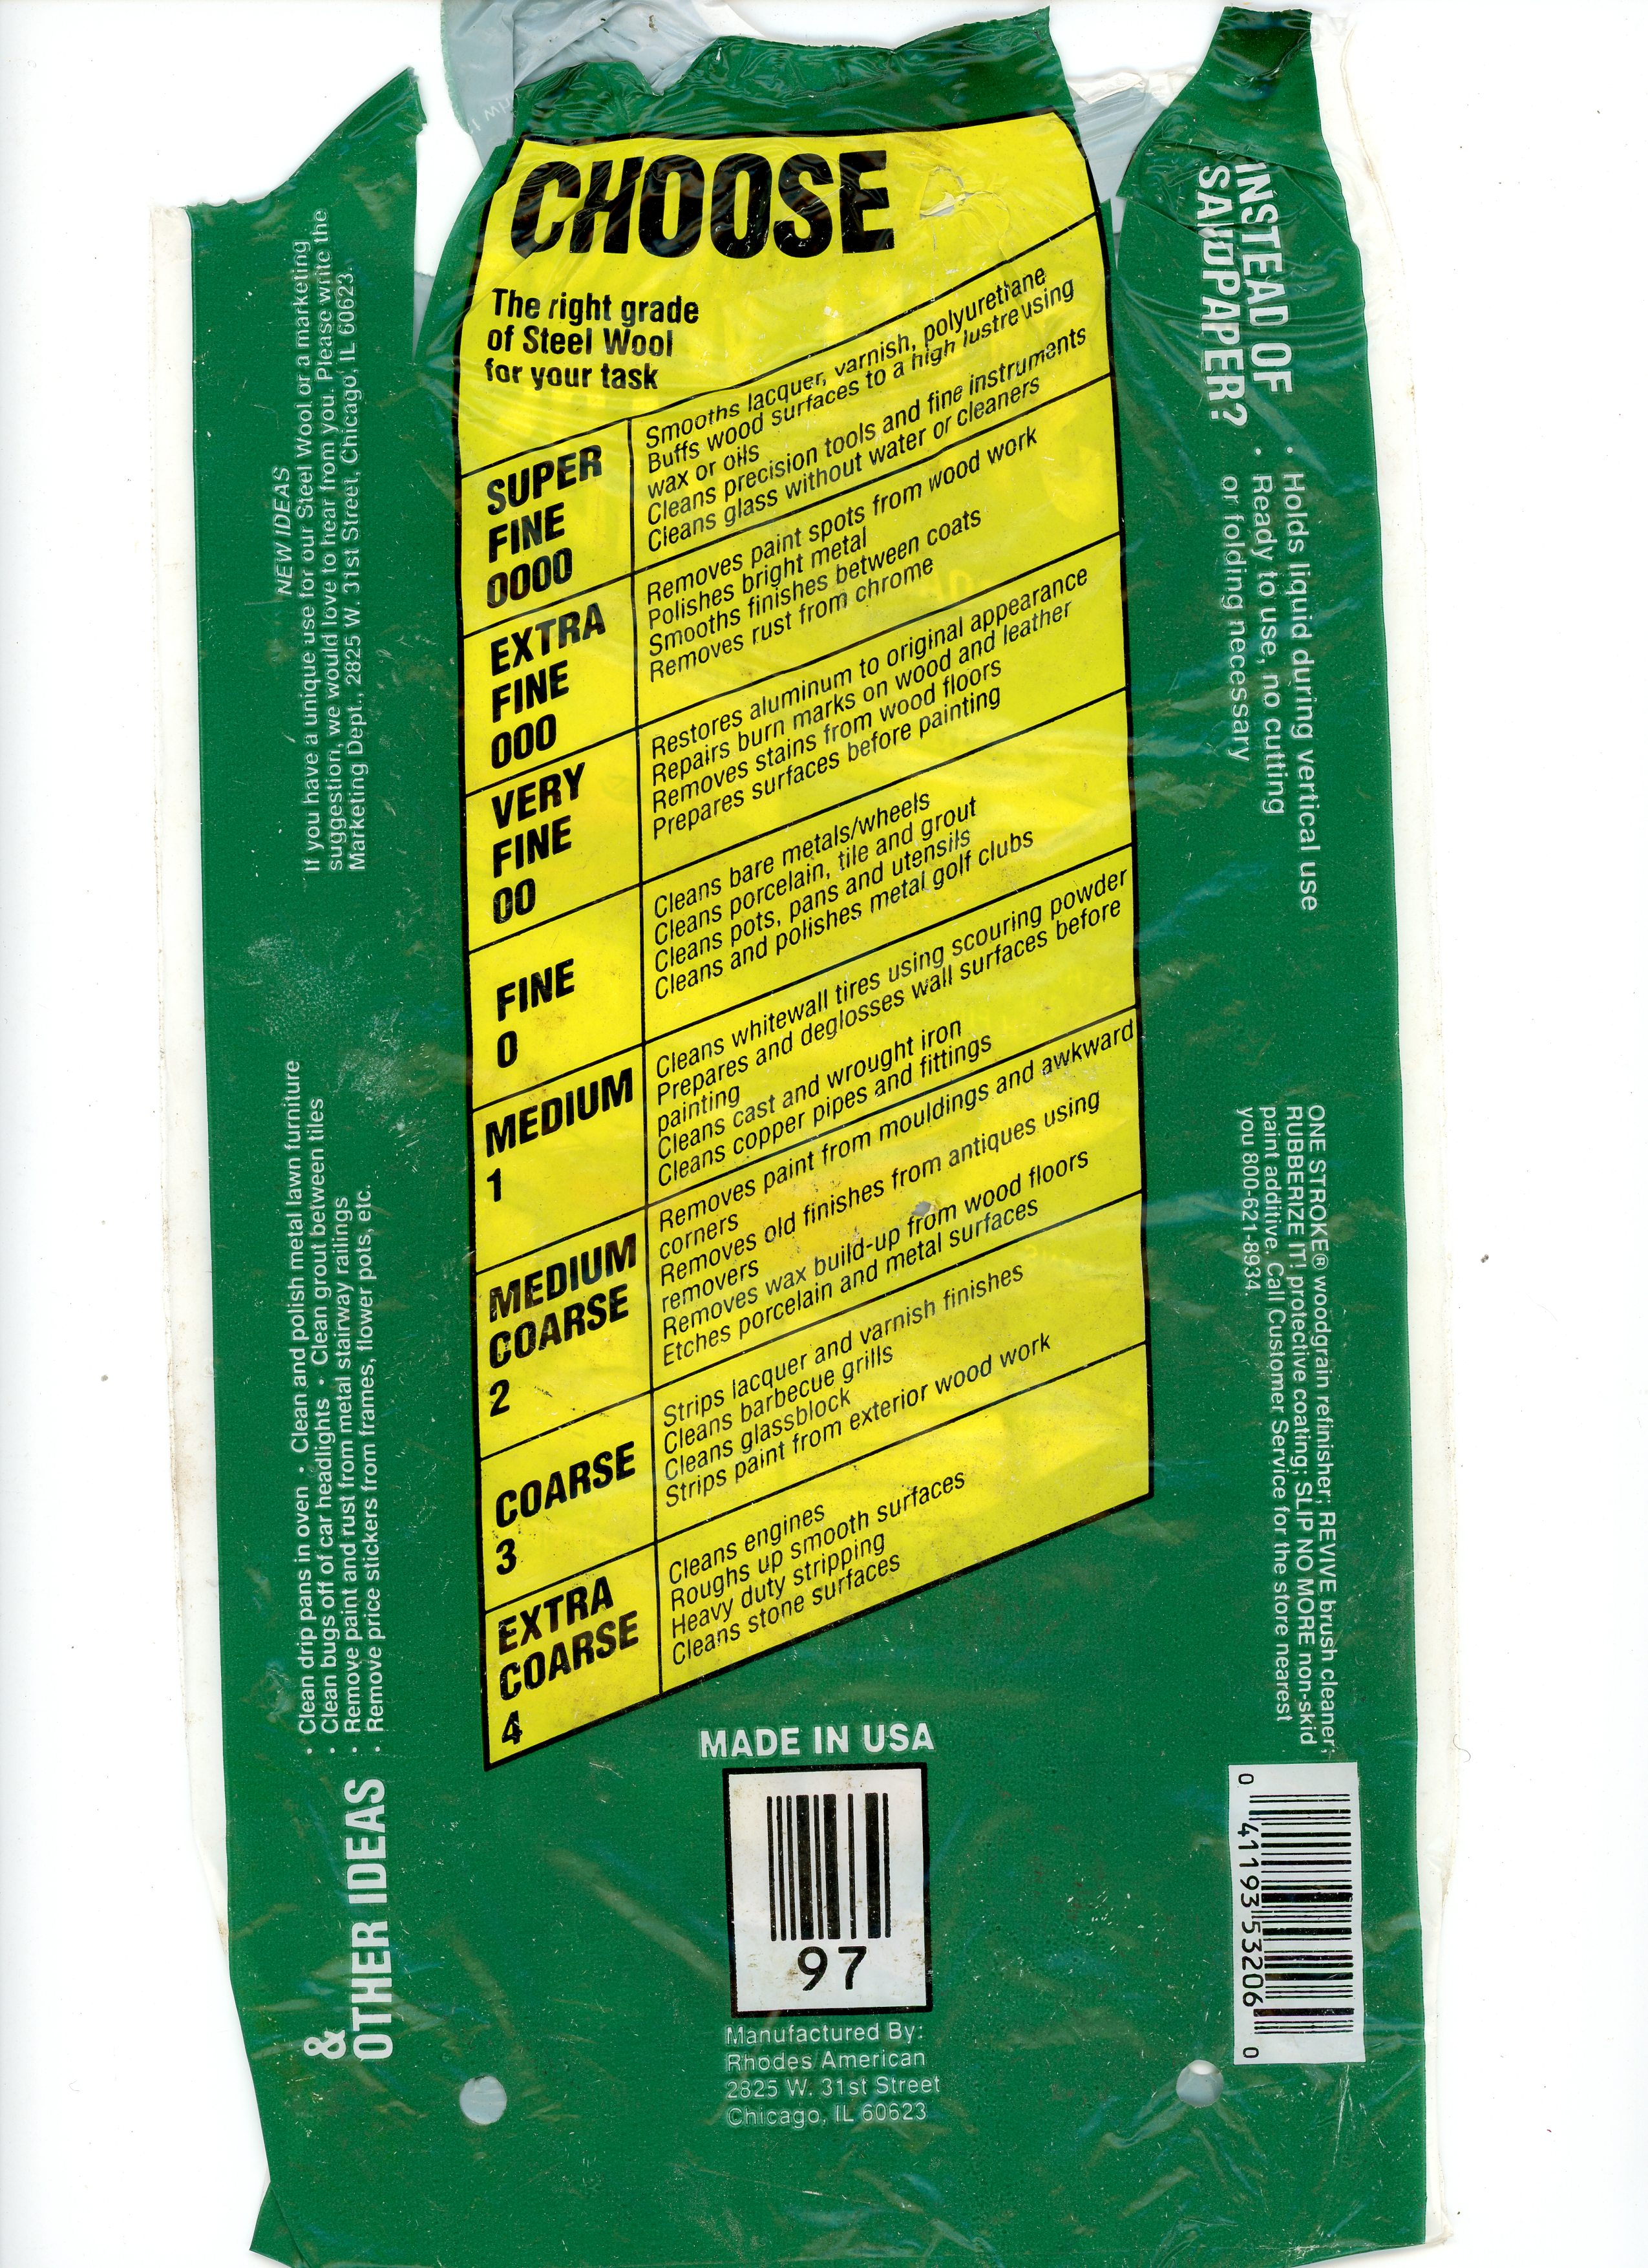 CHOOSE
The right grade
of Steel Wool
for your task
SUPER
FINE
0000
Smooths lacquer, varnish, polyuretiane
Buffs wood surfaces to a high lustre using
wax or oils
Cleans precision tools and fine instruments
Cleans glass without water or cleaners
EXTRA
FINE
000
Removes paint spots from wood work
Polishes bright metal
Smooths finishes between coats
Removes rust from chrome
VERY
FINE
00
Restores aluminum to original appearance
Repairs burn marks on wood and leather
Removes stains from wood floors
Prepares surfaces before painting
FINE
0
Cleans bare metals/wheels
Cleans porcelain, tile and grout
Cleans pots, pans and utensils
Cleans and polishes metal golf clubs
MEDIUM
1
Cleans whitewall tires using scouring powder
Prepares and deglosses wall surfaces before
painting
Cleans cast and wrought iron
Cleans copper pipes and fittings
MEDIUM
COARSE
2
Removes paint from mouldings and awkward
corners
Removes old finishes from antiques using
removers
Removes wax build-up from wood floors
Etches porcelain and metal surfaces
COARSE
3
Strips lacquer and varnish finishes
Cleans barbecue grills
Cleans glassblock
Strips paint from exterior wood work
EXTRA
COARSE
4
Cleans engines
Roughs up smooth surfaces
Heavy duty stripping
Cleans stone surfaces
MADE IN USA
97
Manufactured By:
Rhodes/American
2825 W. 31st Street
Chicago, IL 60623
&
OTHER IDEAS
• Clean drip pans in oven • Clean and polish metal lawn furniture
• Clean bugs off of car headlights • Clean grout between tiles
• Remove paint and rust from metal stairway railings
• Remove price stickers from frames, flower pots, etc.
NEW IDEAS
If you have a unique use for our Steel Wool or a marketing
suggestion, we would love to hear from you. Please write the
Marketing Dept., 2825 W. 31st Street, Chicago, IL 60623.
INSTEAD OF
SANDPAPER?
• Holds liquid during vertical use
• Ready to use, no cutting
or folding necessary
ONE STROKE® woodgrain refinisher; REVIVE brush cleaner;
RUBBERIZE IT! protective coating; SLIP NO MORE non-skid
paint additive. Call Customer Service for the store nearest
you 800-621-8934.
0 41193 53206 0